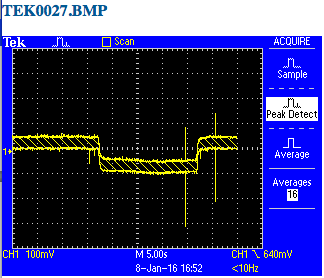 TEK0027.BMP
Tek
Scan
ACQUIRE
Sample
Peak Detect
Average
Averages
16
1
CH1 100mV
M 5.00s
CH1 \ 640mV
8-Jan-16 16:52
<10Hz